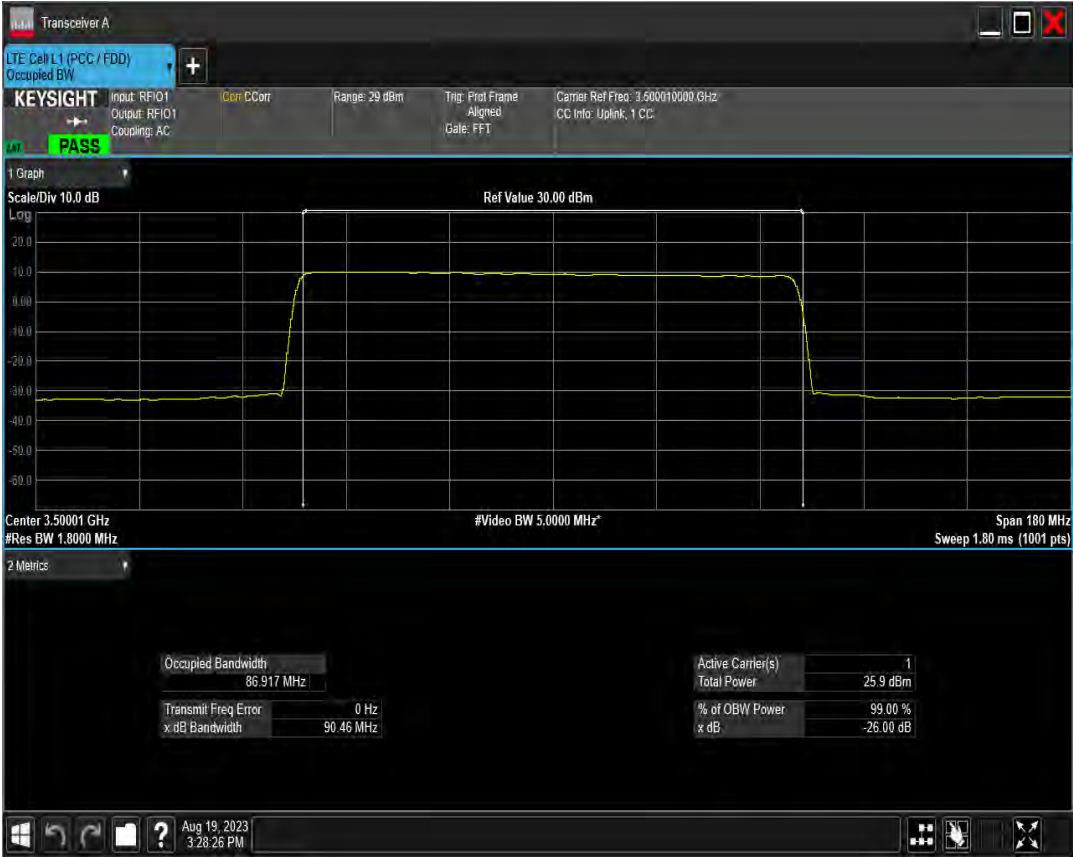 Transceiver A
LTE Cell L1 (PCC / FDD)
Occupied BW
+
KEYSIGHT
Input: RFIO1
Output: RFIO1
Coupling: AC
Corr CCorr
Range: 29 dBm
Trig: Prot Frame
Aligned
Gate: FFT
Carrier Ref Freq: 3.500010000 GHz
CC Info: Uplink, 1 CC
PASS
1 Graph
Scale/Div 10.0 dB
Ref Value 30.00 dBm
Log
20.0
10.0
0.00
-10.0
-20.0
-30.0
-40.0
-50.0
-60.0
Center 3.50001 GHz
#Video BW 5.0000 MHz*
Span 180 MHz
#Res BW 1.8000 MHz
Sweep 1.80 ms (1001 pts)
2 Metrics
Occupied Bandwidth
86.917 MHz
Transmit Freq Error 0 Hz
x dB Bandwidth 90.46 MHz
Active Carrier(s) 1
Total Power 25.9 dBm
% of OBW Power 99.00 %
x dB -26.00 dB
?
Aug 19, 2023
3:28:26 PM